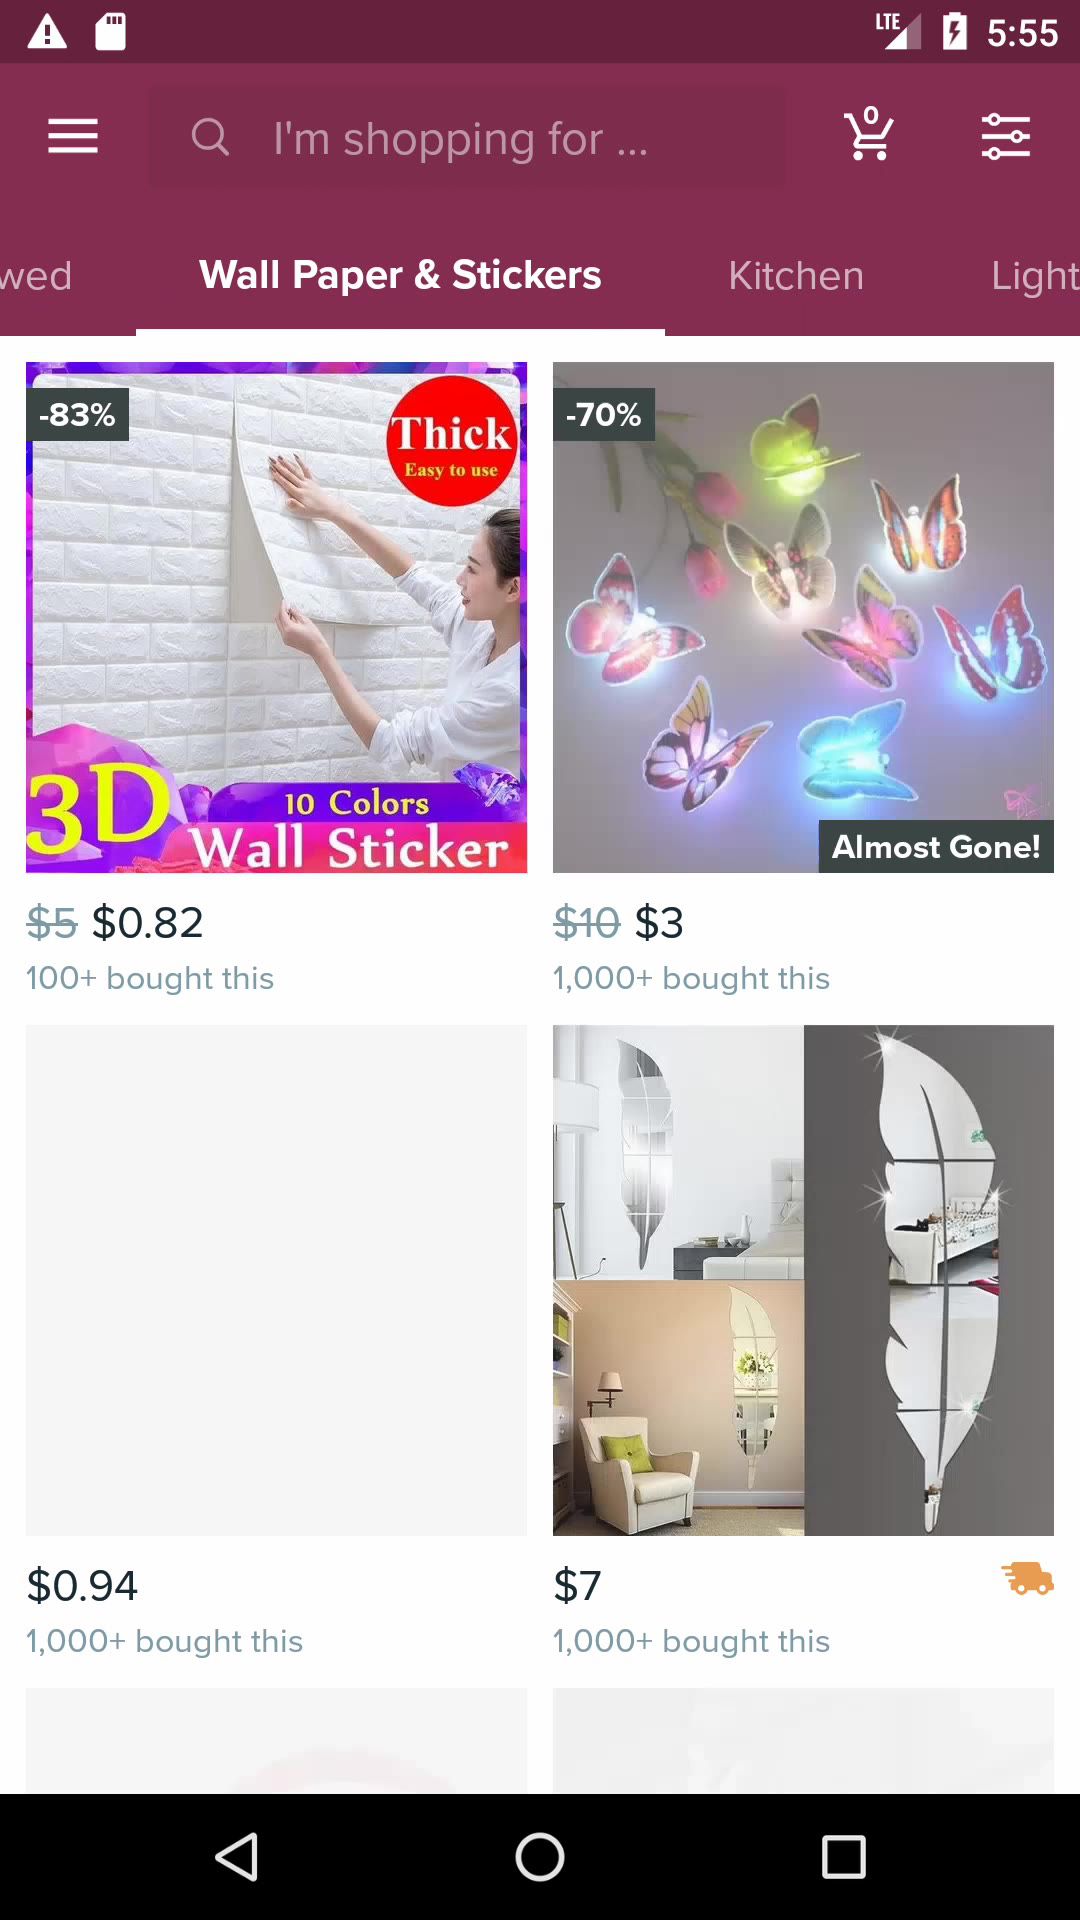 LTE 5:55
I'm shopping for ...
0
wed Wall Paper & Stickers Kitchen Light
-83%
Thick
Easy to use
3D
10 Colors
Wall Sticker
-70%
Almost Gone!
$5 $0.82
100+ bought this
$10 $3
1,000+ bought this
$0.94
1,000+ bought this
$7
1,000+ bought this